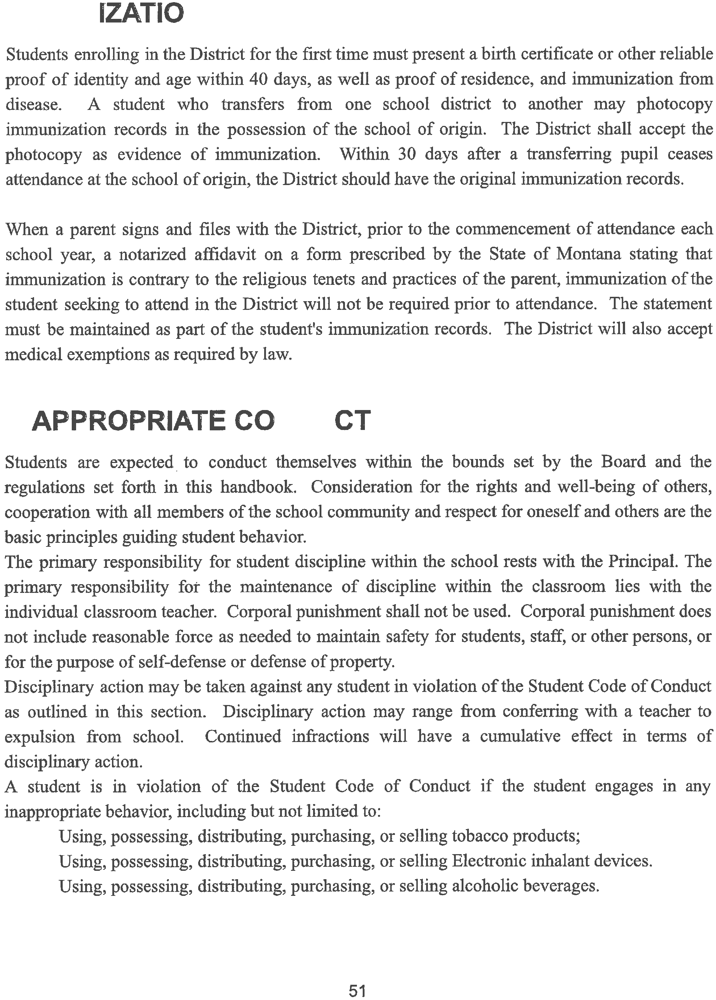 IZATIO
Students enrolling in the District for the first time must present a birth certificate or other reliable
proof of identity and age within 40 days, as well as proof of residence, and immunization from
disease. A student who transfers from one school district to another may photocopy
immunization records in the possession of the school of origin. The District shall accept the
photocopy as evidence of immunization. Within 30 days after a transferring pupil ceases
attendance at the school of origin, the District should have the original immunization records.
When a parent signs and files with the District, prior to the commencement of attendance each
school year, a notarized affidavit on a form prescribed by the State of Montana stating that
immunization is contrary to the religious tenets and practices of the parent, immunization of the
student seeking to attend in the District will not be required prior to attendance. The statement
must be maintained as part of the student's immunization records. The District will also accept
medical exemptions as required by law.
APPROPRIATE CO CT
Students are expected to conduct themselves within the bounds set by the Board and the
regulations set forth in this handbook. Consideration for the rights and well-being of others,
cooperation with all members of the school community and respect for oneself and others are the
basic principles guiding student behavior.
The primary responsibility for student discipline within the school rests with the Principal. The
primary responsibility for the maintenance of discipline within the classroom lies with the
individual classroom teacher. Corporal punishment shall not be used. Corporal punishment does
not include reasonable force as needed to maintain safety for students, staff, or other persons, or
for the purpose of self-defense or defense of property.
Disciplinary action may be taken against any student in violation of the Student Code of Conduct
as outlined in this section. Disciplinary action may range from conferring with a teacher to
expulsion from school. Continued infractions will have a cumulative effect in terms of
disciplinary action.
A student is in violation of the Student Code of Conduct if the student engages in any
inappropriate behavior, including but not limited to:
Using, possessing, distributing, purchasing, or selling tobacco products;
Using, possessing, distributing, purchasing, or selling Electronic inhalant devices.
Using, possessing, distributing, purchasing, or selling alcoholic beverages.
51